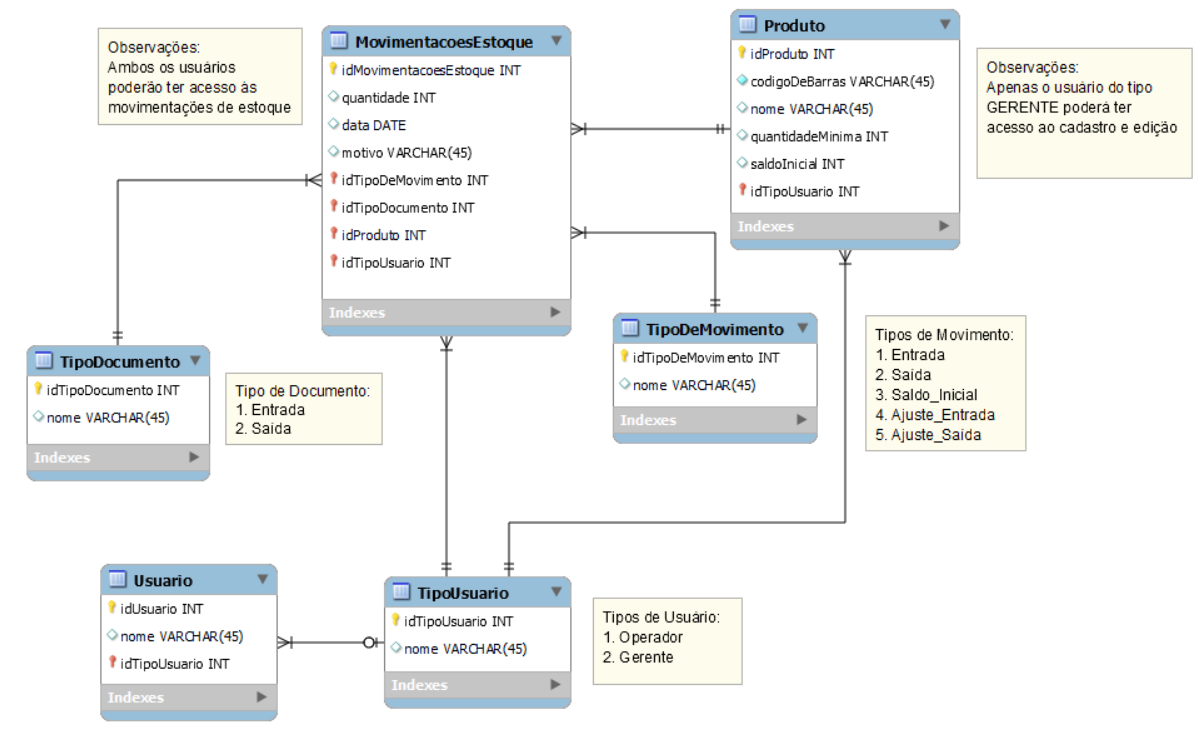 Observações:
Ambos os usuários
poderão ter acesso às
movimentações de estoque
MovimentacoesEstoque
idMovimentacoesEstoque INT
quantidade INT
data DATE
motivo VARCHAR(45)
idTipoDeMovimento INT
idTipoDocumento INT
idProduto INT
idTipoUsuario INT
Indexes
Produto
idProduto INT
codigoDeBarras VARCHAR(45)
nome VARCHAR(45)
quantidadeMinima INT
saldoInicial INT
idTipoUsuario INT
Indexes
Observações:
Apenas o usuário do tipo
GERENTE poderá ter
acesso ao cadastro e edição
TipoDocumento
idTipoDocumento INT
nome VARCHAR(45)
Indexes
Tipo de Documento:
1. Entrada
2. Saída
TipoDeMovimento
idTipoDeMovimento INT
nome VARCHAR(45)
Indexes
Tipos de Movimento:
1. Entrada
2. Saída
3. Saldo_Inicial
4. Ajuste_Entrada
5. Ajuste_Saída
Usuario
idUsuario INT
nome VARCHAR(45)
idTipoUsuario INT
Indexes
TipoUsuario
idTipoUsuario INT
nome VARCHAR(45)
Indexes
Tipos de Usuário:
1. Operador
2. Gerente